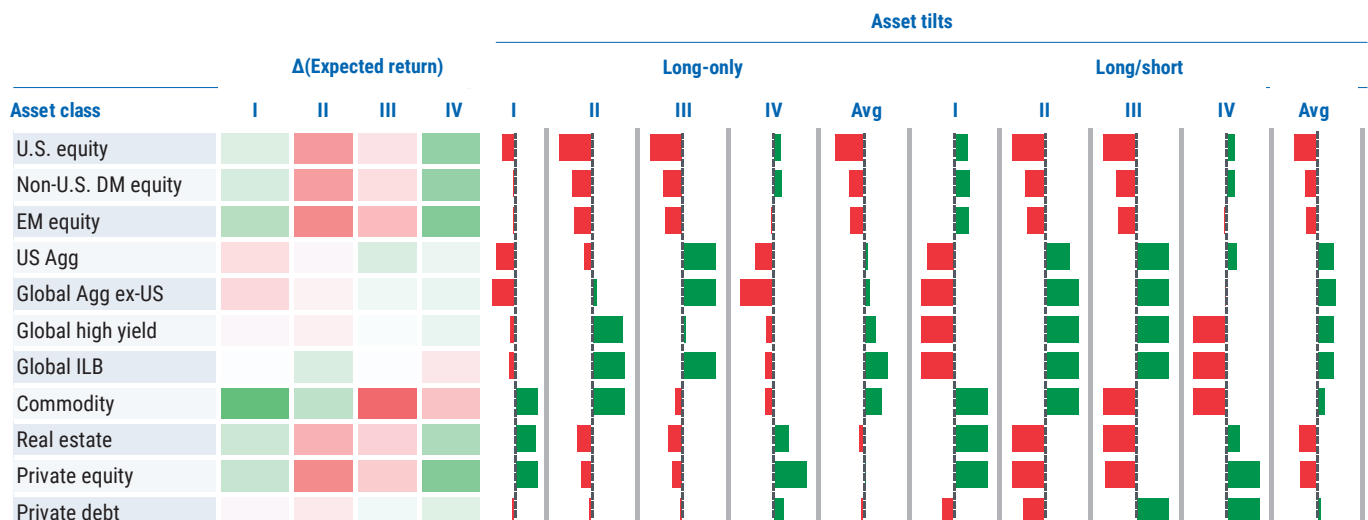 Asset tilts
Δ(Expected return) Long-only Long/short
Asset class I II III IV I II III IV Avg I II III IV Avg
U.S. equity
Non-U.S. DM equity
EM equity
US Agg
Global Agg ex-US
Global high yield
Global ILB
Commodity
Real estate
Private equity
Private debt